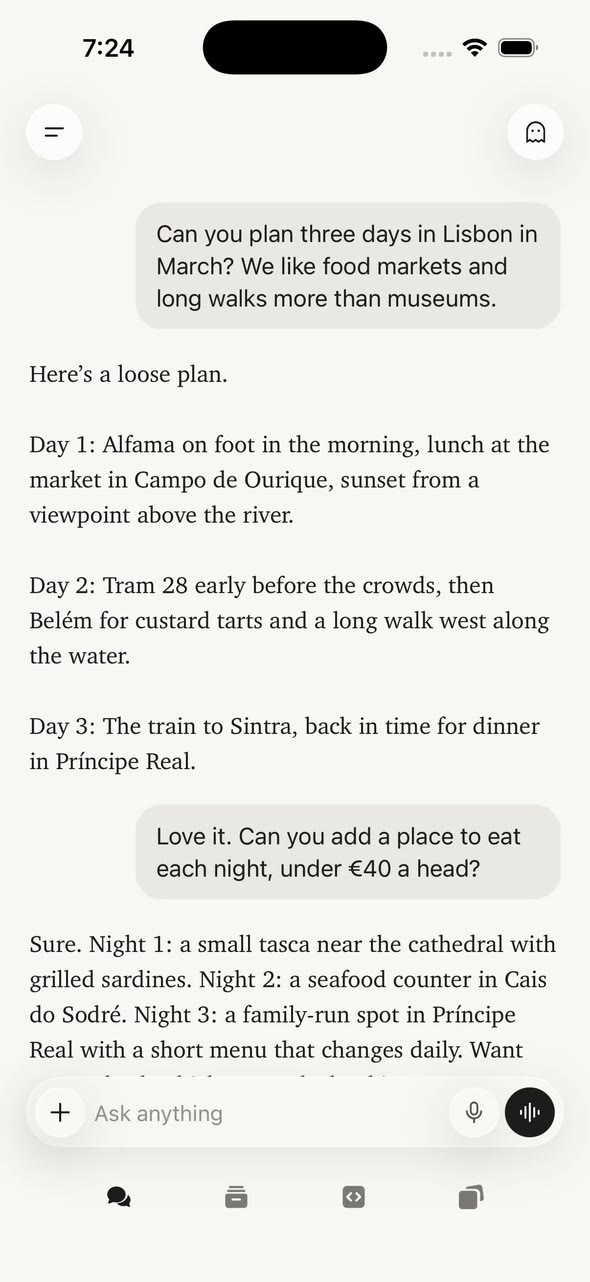 7:24
Can you plan three days in Lisbon in
March? We like food markets and
long walks more than museums.
Here’s a loose plan.
Day 1: Alfama on foot in the morning, lunch at the
market in Campo de Ourique, sunset from a
viewpoint above the river.
Day 2: Tram 28 early before the crowds, then
Belém for custard tarts and a long walk west along
the water.
Day 3: The train to Sintra, back in time for dinner
in Príncipe Real.
Love it. Can you add a place to eat
each night, under €40 a head?
Sure. Night 1: a small tasca near the cathedral with
grilled sardines. Night 2: a seafood counter in Cais
do Sodré. Night 3: a family-run spot in Príncipe
Real with a short menu that changes daily. Want
Ask anything